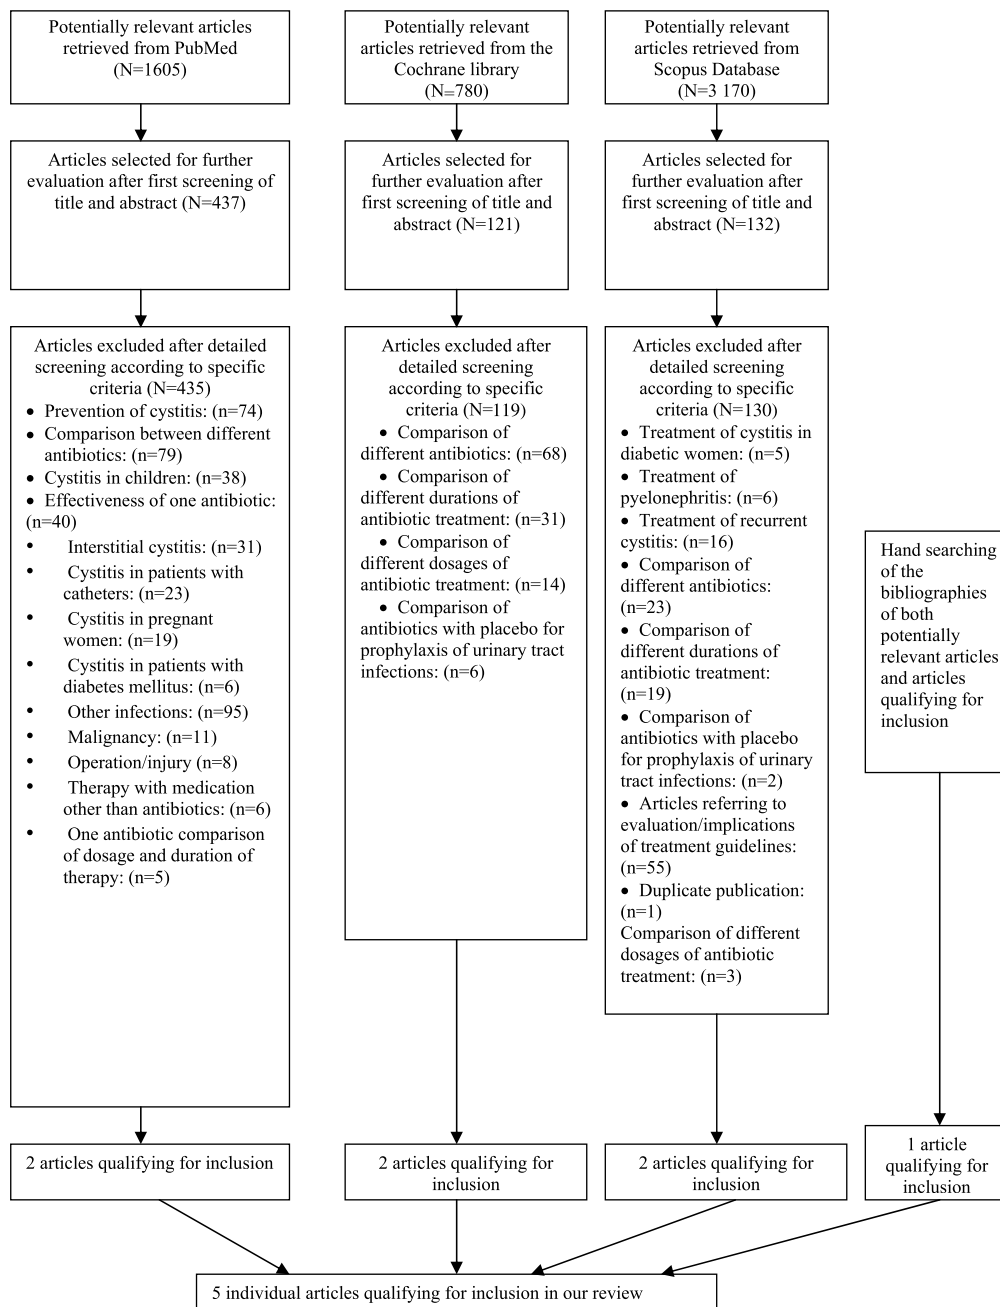 Potentially relevant articles
retrieved from PubMed
(N=1605)
Potentially relevant
articles retrieved from the
Cochrane library
(N=780)
Potentially relevant
articles retrieved from
Scopus Database
(N=3 170)
Articles selected for further
evaluation after first screening of
title and abstract (N=437)
Articles selected for
further evaluation after
first screening of title and
abstract (N=121)
Articles selected for
further evaluation after
first screening of title and
abstract (N=132)
Articles excluded after detailed
screening according to specific
criteria (N=435)
• Prevention of cystitis: (n=74)
• Comparison between different
antibiotics: (n=79)
• Cystitis in children: (n=38)
• Effectiveness of one antibiotic:
(n=40)
• Interstitial cystitis: (n=31)
• Cystitis in patients with
catheters: (n=23)
• Cystitis in pregnant
women: (n=19)
• Cystitis in patients with
diabetes mellitus: (n=6)
• Other infections: (n=95)
• Malignancy: (n=11)
• Operation/injury (n=8)
• Therapy with medication
other than antibiotics: (n=6)
• One antibiotic comparison
of dosage and duration of
therapy: (n=5)
Articles excluded after
detailed screening
according to specific
criteria (N=119)
• Comparison of
different antibiotics: (n=68)
• Comparison of
different durations of
antibiotic treatment: (n=31)
• Comparison of
different dosages of
antibiotic treatment: (n=14)
• Comparison of
antibiotics with placebo for
prophylaxis of urinary tract
infections: (n=6)
Articles excluded after
detailed screening
according to specific
criteria (N=130)
• Treatment of cystitis in
diabetic women: (n=5)
• Treatment of
pyelonephritis: (n=6)
• Treatment of recurrent
cystitis: (n=16)
• Comparison of
different antibiotics:
(n=23)
• Comparison of
different durations of
antibiotic treatment:
(n=19)
• Comparison of
antibiotics with placebo
for prophylaxis of urinary
tract infections: (n=2)
• Articles referring to
evaluation/implications
of treatment guidelines:
(n=55)
• Duplicate publication:
(n=1)
Comparison of different
dosages of antibiotic
treatment: (n=3)
Hand searching
of the
bibliographies
of both
potentially
relevant articles
and articles
qualifying for
inclusion
2 articles qualifying for inclusion
2 articles qualifying for
inclusion
2 articles qualifying for
inclusion
1 article
qualifying for
inclusion
5 individual articles qualifying for inclusion in our review